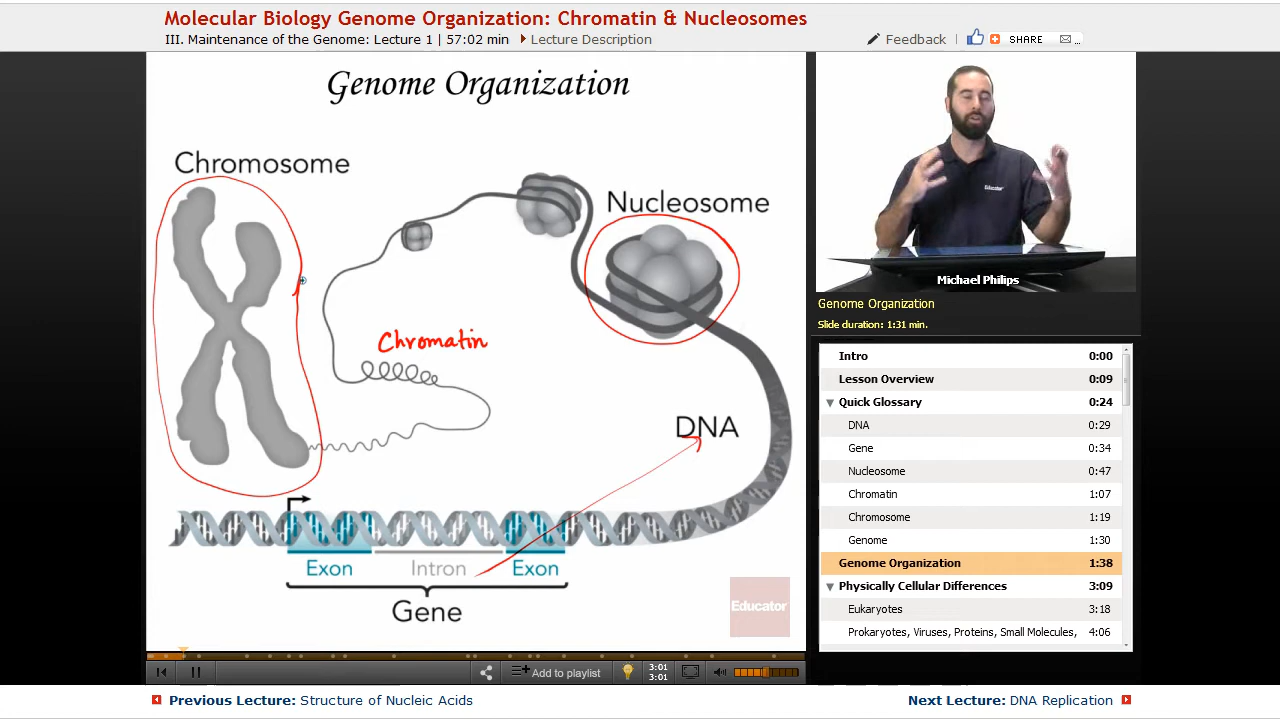 Molecular Biology Genome Organization: Chromatin & Nucleosomes
III. Maintenance of the Genome: Lecture 1 | 57:02 min Lecture Description
Feedback
SHARE
Genome Organization
Chromosome
Nucleosome
Chromatin
DNA
Exon
Intron
Exon
Gene
Educator
Educator
Michael Philips
Genome Organization
Slide duration: 1:31 min.
Intro 0:00
Lesson Overview 0:09
Quick Glossary 0:24
DNA 0:29
Gene 0:34
Nucleosome 0:47
Chromatin 1:07
Chromosome 1:19
Genome 1:30
Genome Organization 1:38
Physically Cellular Differences 3:09
Eukaryotes 3:18
Prokaryotes, Viruses, Proteins, Small Molecules, 4:06
Add to playlist
3:01
3:01
Previous Lecture: Structure of Nucleic Acids
Next Lecture: DNA Replication